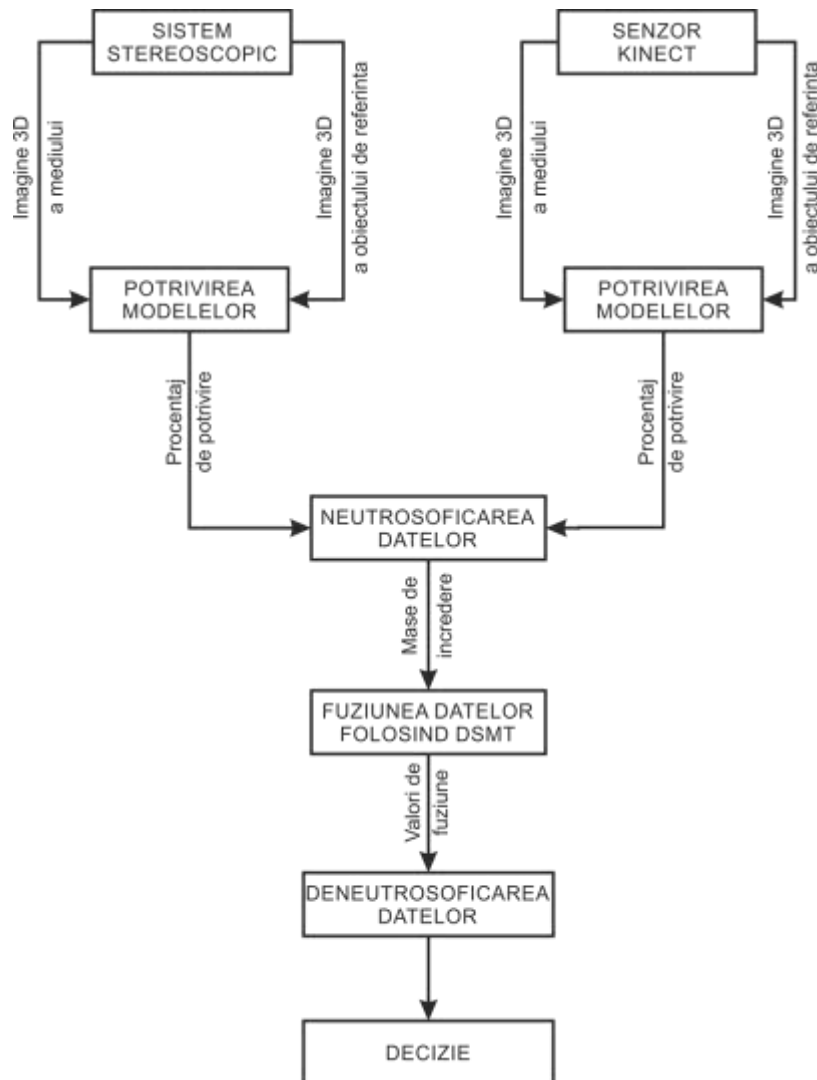 SISTEM
STEREOSCOPIC
SENZOR
KINECT
Imagine 3D
a mediului
Imagine 3D
a obiectului de referinta
Imagine 3D
a mediului
Imagine 3D
a obiectului de referinta
POTRIVIREA
MODELELOR
POTRIVIREA
MODELELOR
Procentaj
de potrivire
Procentaj
de potrivire
NEUTROSOFICAREA
DATELOR
Mase de
incredere
FUZIUNEA DATELOR
FOLOSIND DSMT
Valori de
fuziune
DENEUTROSOFICAREA
DATELOR
DECIZIE